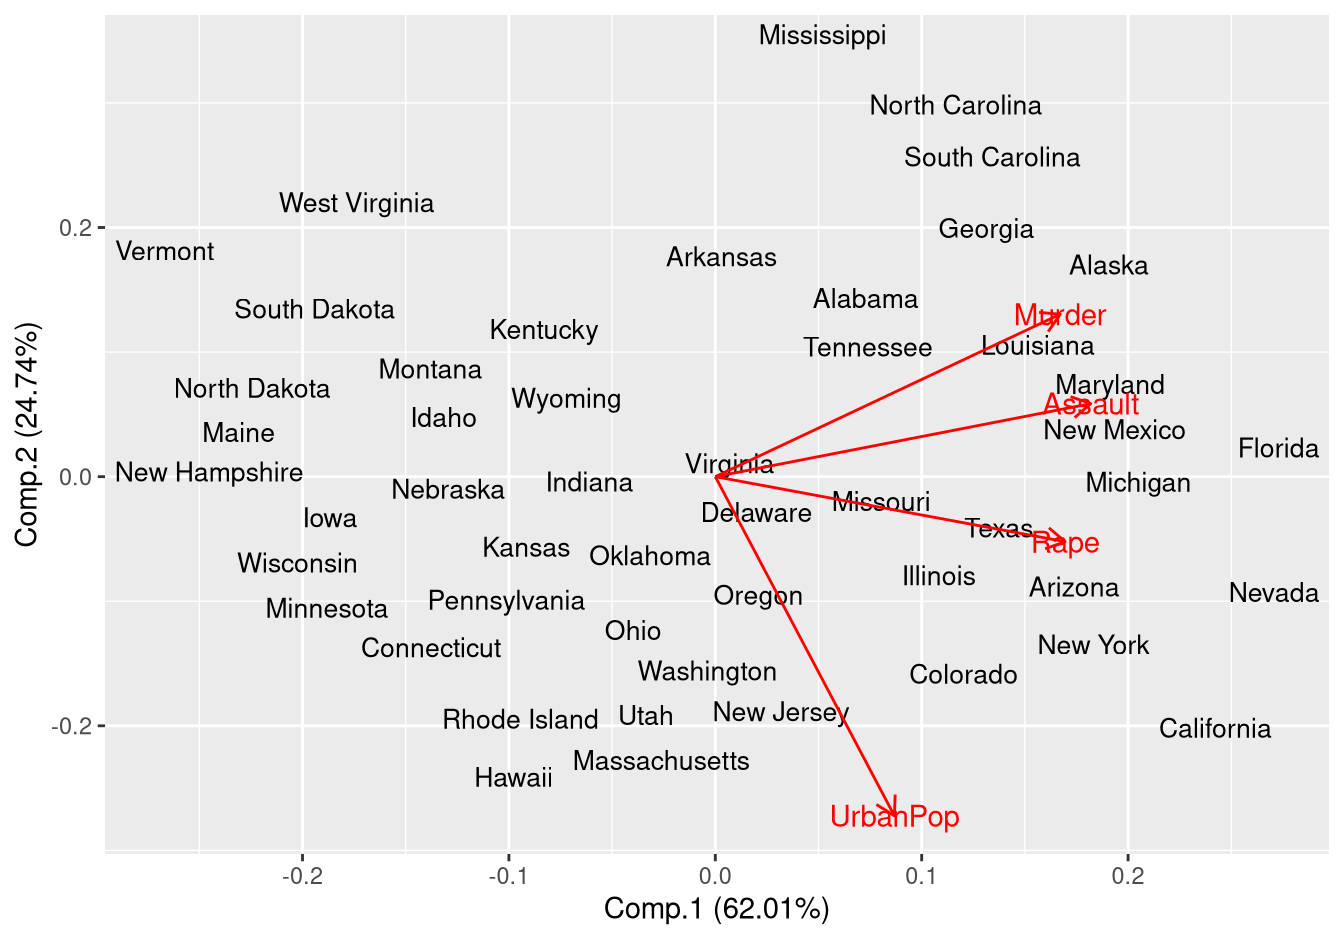 Mississippi
North Carolina
South Carolina
West Virginia
0.2
Georgia
Vermont
Arkansas
Alaska
Alabama
South Dakota
Murder
Kentucky
Tennessee
Louisiana
Montana
Maryland
North Dakota
Wyoming
Assault
Idaho
New Mexico
Maine
Florida
Virginia
New Hampshire
0.0
Indiana
Michigan
Nebraska
Missouri
Delaware
Iowa
Texas
Rape
Kansas
Oklahoma
Wisconsin
Illinois
Arizona
Nevada
Oregon
Pennsylvania
Minnesota
Ohio
New York
Connecticut
Washington
Colorado
New Jersey
Utah
Rhode Island
-0.2
California
Massachusetts
Hawaii
UrbanPop
-0.2
-0.1
0.0
0.1
0.2
Comp.1 (62.01%)
Comp.2 (24.74%)